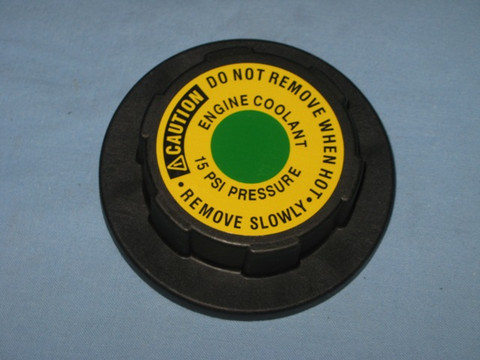 ⚠CAUTION
DO NOT REMOVE WHEN HOT
• REMOVE SLOWLY •
ENGINE COOLANT
15 PSI PRESSURE